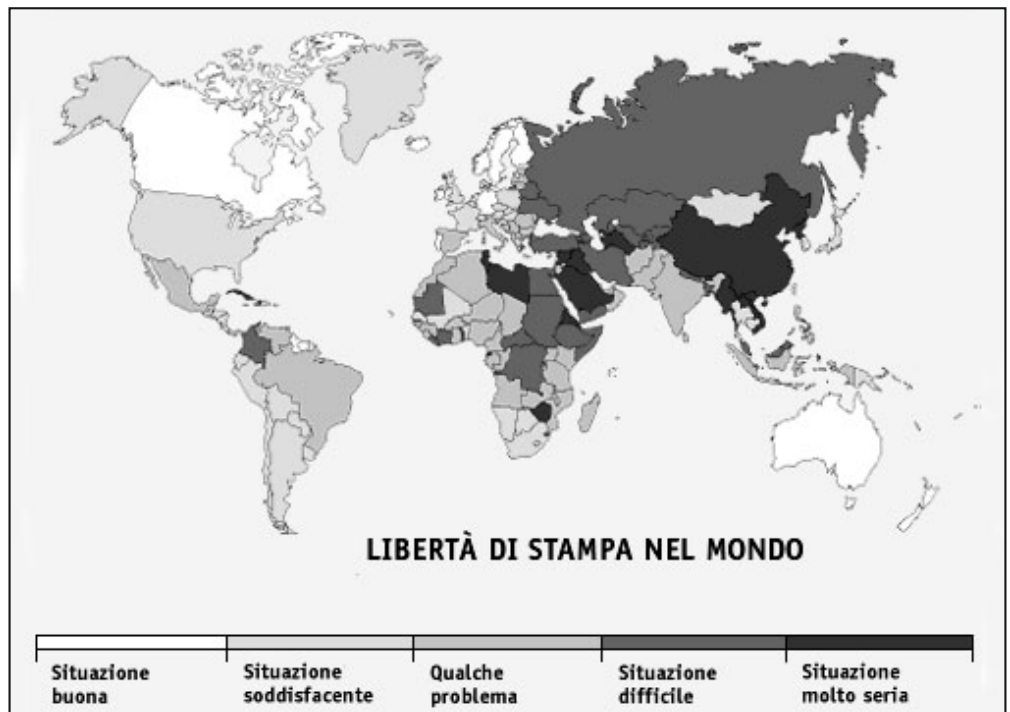 LIBERTÀ DI STAMPA NEL MONDO
Situazione
buona
Situazione
soddisfacente
Qualche
problema
Situazione
difficile
Situazione
molto seria